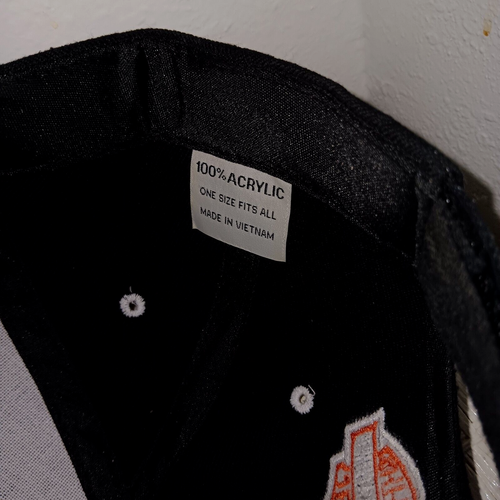 100% ACRYLIC
ONE SIZE FITS ALL
MADE IN VIETNAM